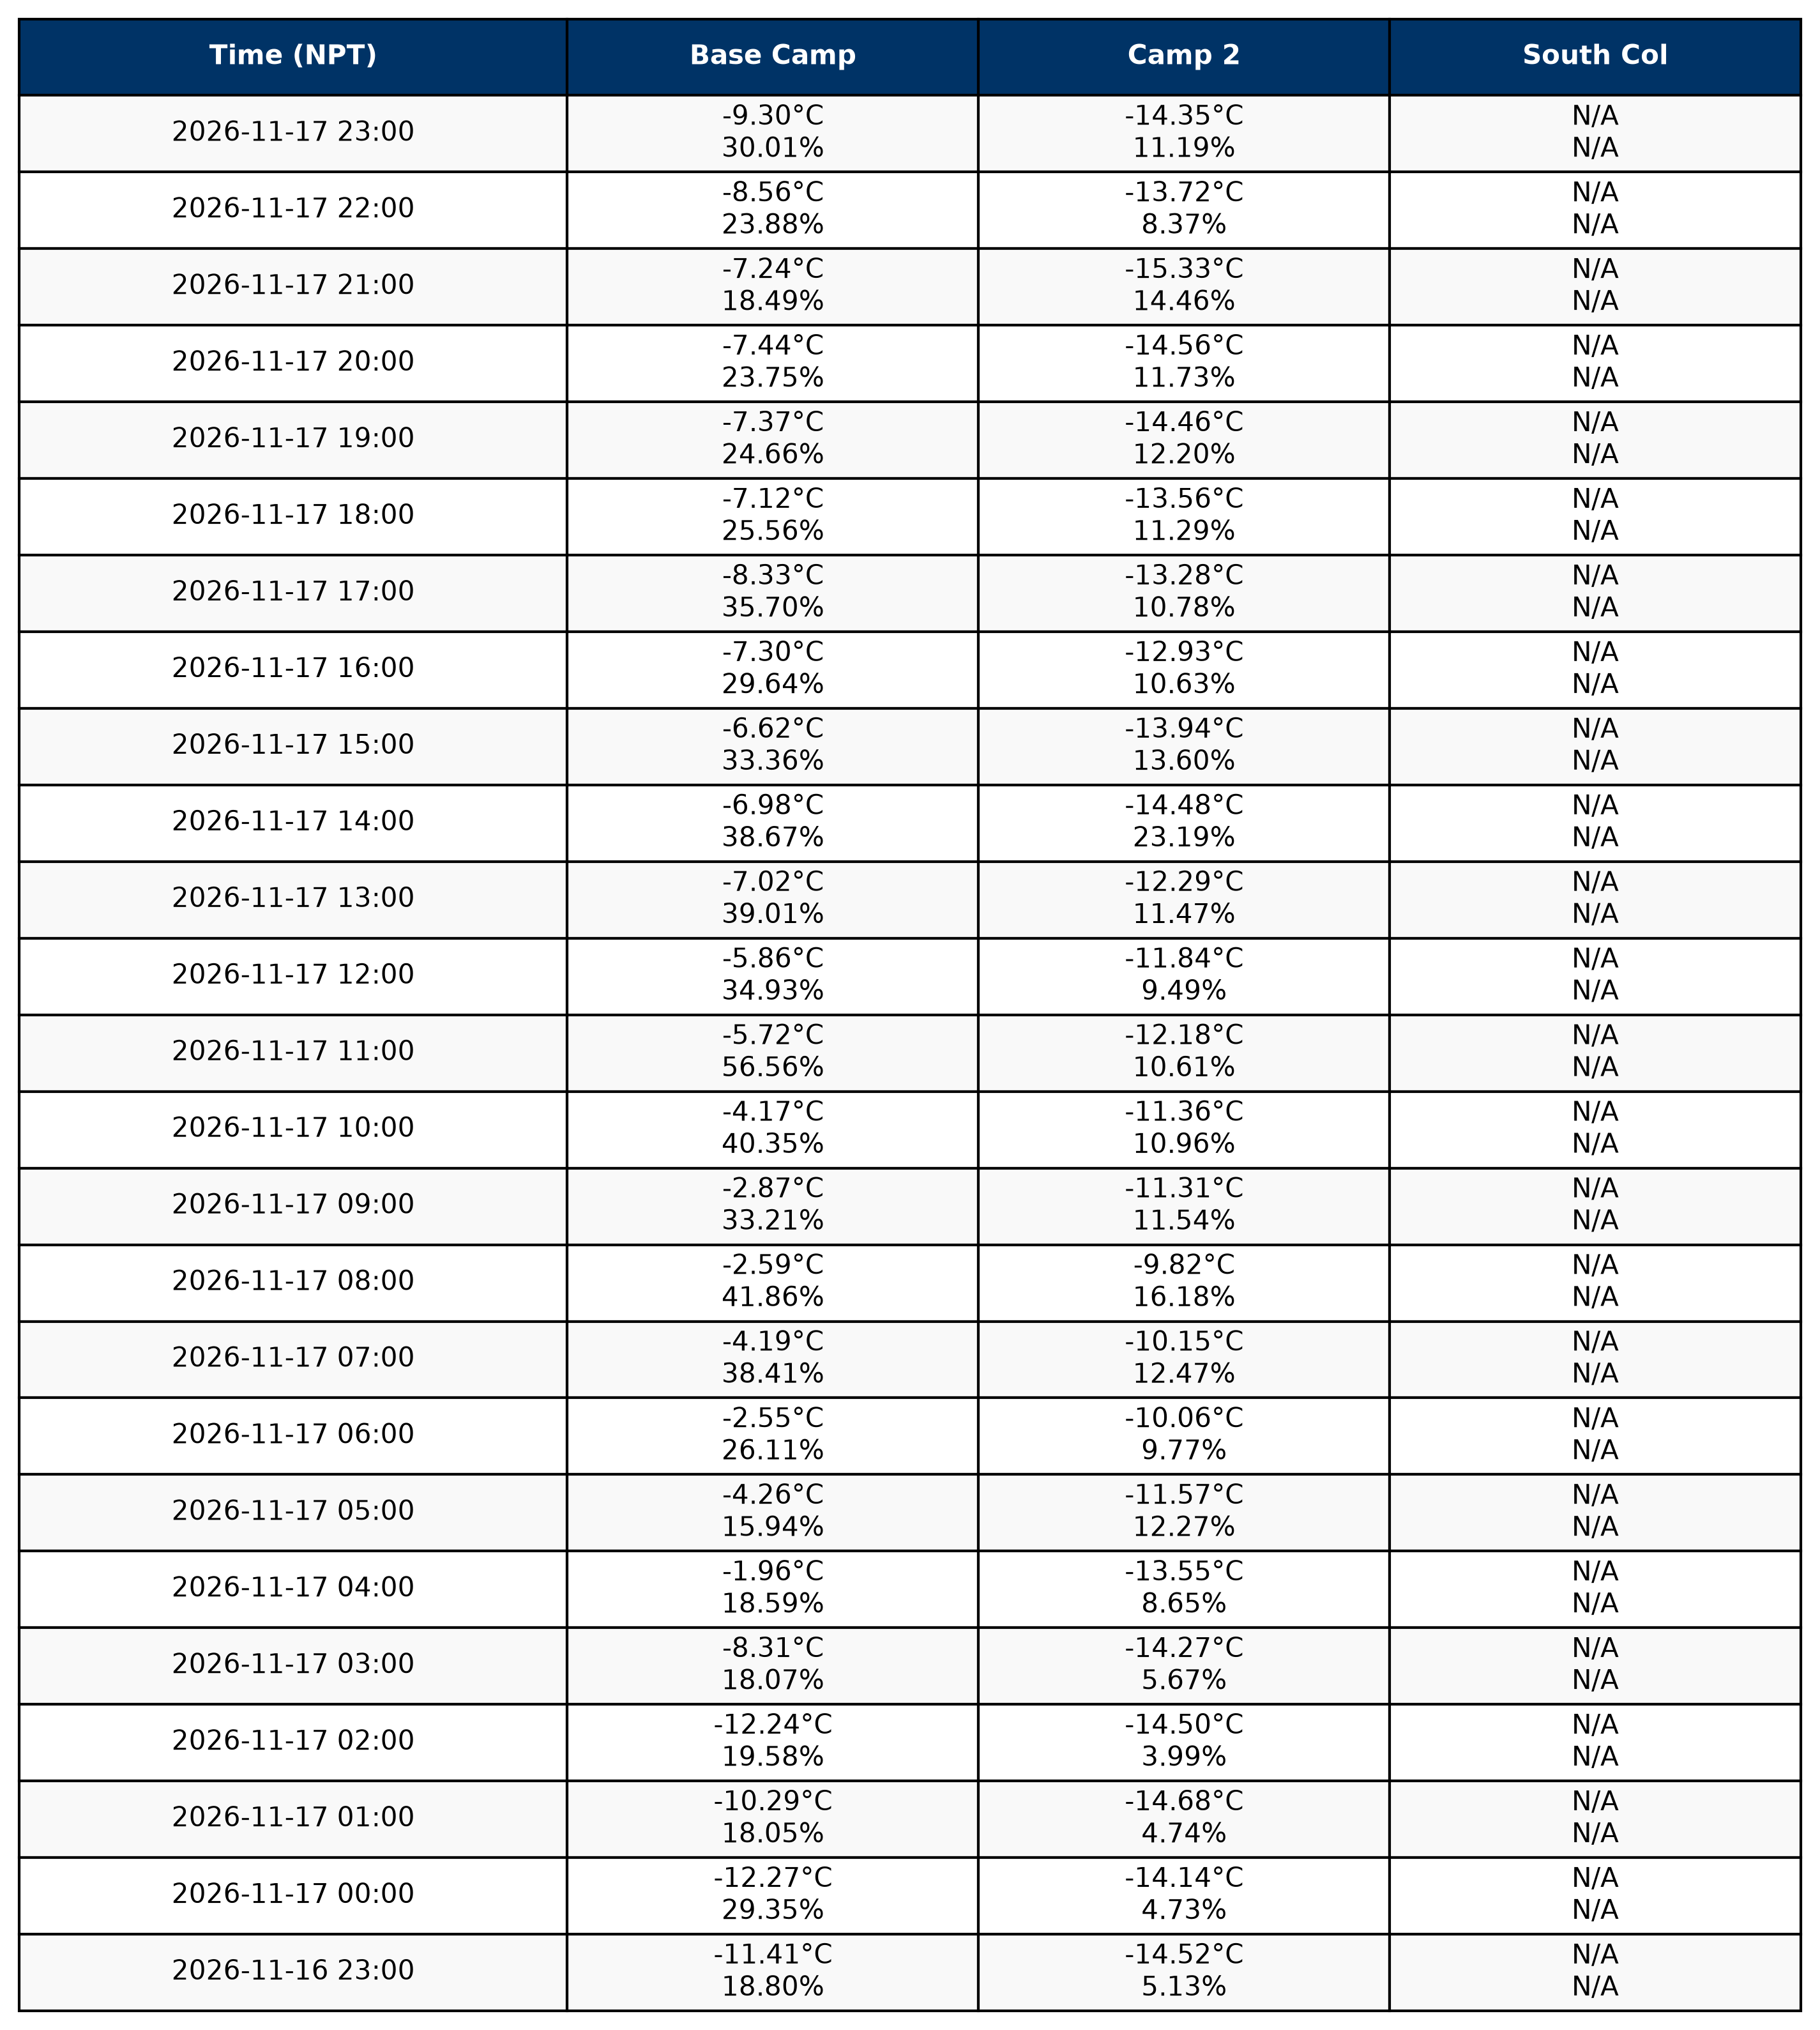 Time (NPT) Base Camp Camp 2 South Col
2026-11-17 23:00 -9.30°C -14.35°C N/A
30.01% 11.19% N/A
2026-11-17 22:00 -8.56°C -13.72°C N/A
23.88% 8.37% N/A
2026-11-17 21:00 -7.24°C -15.33°C N/A
18.49% 14.46% N/A
2026-11-17 20:00 -7.44°C -14.56°C N/A
23.75% 11.73% N/A
2026-11-17 19:00 -7.37°C -14.46°C N/A
24.66% 12.20% N/A
2026-11-17 18:00 -7.12°C -13.56°C N/A
25.56% 11.29% N/A
2026-11-17 17:00 -8.33°C -13.28°C N/A
35.70% 10.78% N/A
2026-11-17 16:00 -7.30°C -12.93°C N/A
29.64% 10.63% N/A
2026-11-17 15:00 -6.62°C -13.94°C N/A
33.36% 13.60% N/A
2026-11-17 14:00 -6.98°C -14.48°C N/A
38.67% 23.19% N/A
2026-11-17 13:00 -7.02°C -12.29°C N/A
39.01% 11.47% N/A
2026-11-17 12:00 -5.86°C -11.84°C N/A
34.93% 9.49% N/A
2026-11-17 11:00 -5.72°C -12.18°C N/A
56.56% 10.61% N/A
2026-11-17 10:00 -4.17°C -11.36°C N/A
40.35% 10.96% N/A
2026-11-17 09:00 -2.87°C -11.31°C N/A
33.21% 11.54% N/A
2026-11-17 08:00 -2.59°C -9.82°C N/A
41.86% 16.18% N/A
2026-11-17 07:00 -4.19°C -10.15°C N/A
38.41% 12.47% N/A
2026-11-17 06:00 -2.55°C -10.06°C N/A
26.11% 9.77% N/A
2026-11-17 05:00 -4.26°C -11.57°C N/A
15.94% 12.27% N/A
2026-11-17 04:00 -1.96°C -13.55°C N/A
18.59% 8.65% N/A
2026-11-17 03:00 -8.31°C -14.27°C N/A
18.07% 5.67% N/A
2026-11-17 02:00 -12.24°C -14.50°C N/A
19.58% 3.99% N/A
2026-11-17 01:00 -10.29°C -14.68°C N/A
18.05% 4.74% N/A
2026-11-17 00:00 -12.27°C -14.14°C N/A
29.35% 4.73% N/A
2026-11-16 23:00 -11.41°C -14.52°C N/A
18.80% 5.13% N/A